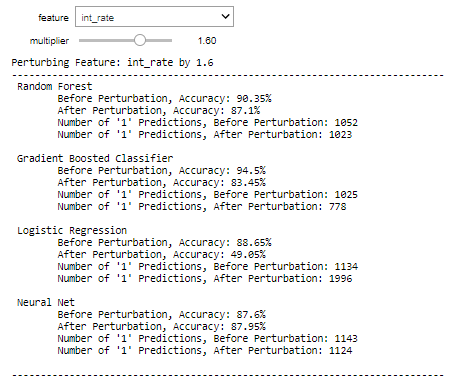 feature int_rate
multiplier 1.60
Perturbing Feature: int_rate by 1.6
--------------------------------------------------------------------
Random Forest
Before Perturbation, Accuracy: 90.35%
After Perturbation, Accuracy: 87.1%
Number of '1' Predictions, Before Perturbation: 1052
Number of '1' Predictions, After Perturbation: 1023
Gradient Boosted Classifier
Before Perturbation, Accuracy: 94.5%
After Perturbation, Accuracy: 83.45%
Number of '1' Predictions, Before Perturbation: 1025
Number of '1' Predictions, After Perturbation: 778
Logistic Regression
Before Perturbation, Accuracy: 88.65%
After Perturbation, Accuracy: 49.05%
Number of '1' Predictions, Before Perturbation: 1134
Number of '1' Predictions, After Perturbation: 1996
Neural Net
Before Perturbation, Accuracy: 87.6%
After Perturbation, Accuracy: 87.95%
Number of '1' Predictions, Before Perturbation: 1143
Number of '1' Predictions, After Perturbation: 1124
--------------------------------------------------------------------